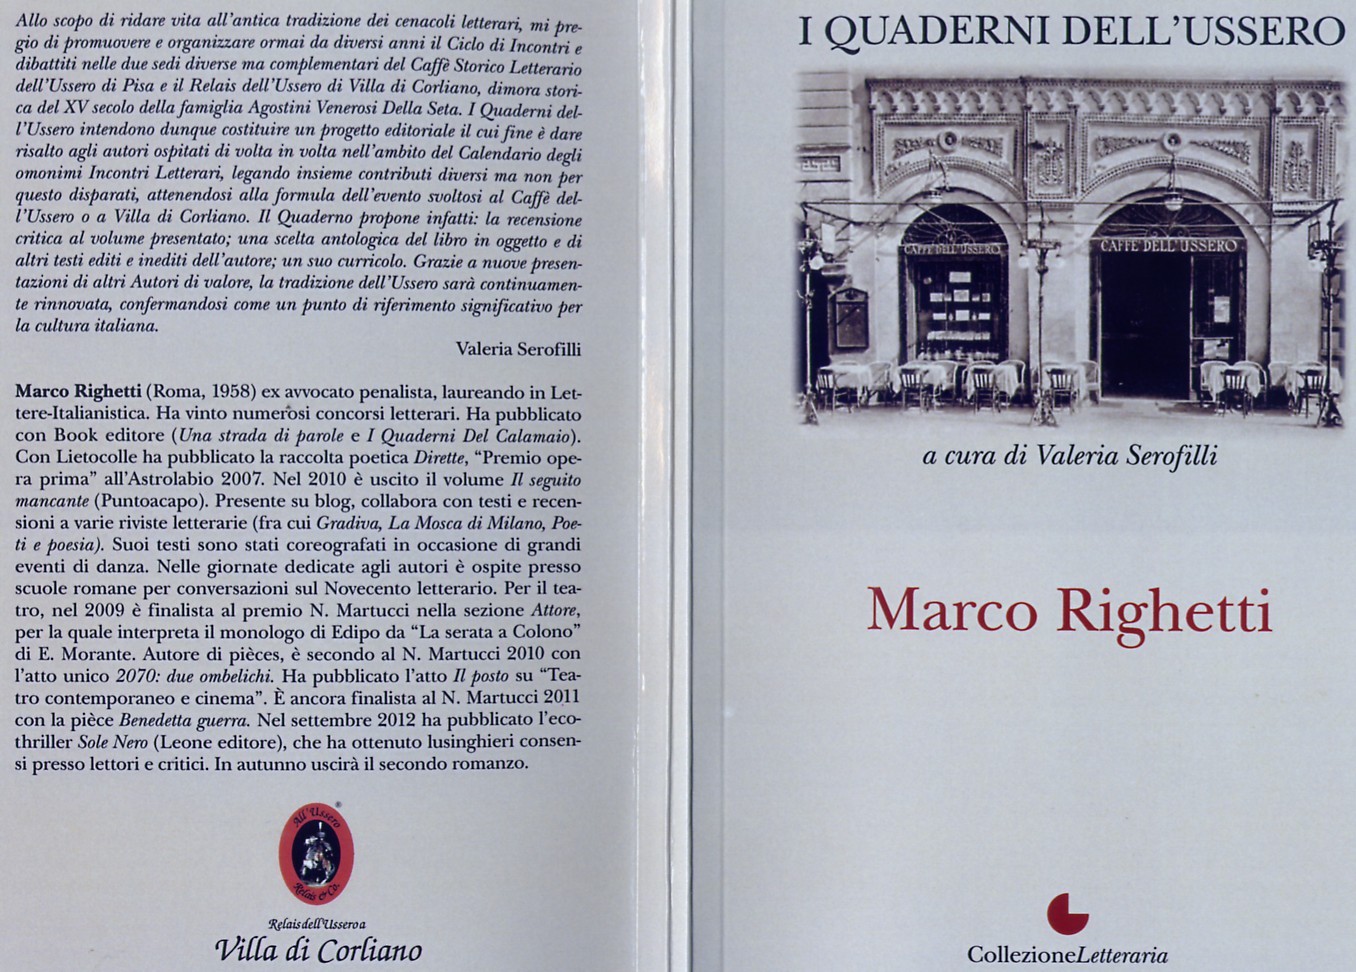 Allo scopo di ridare vita all'antica tradizione dei cenacoli letterari, mi pre-
gio di promuovere e organizzare ormai da diversi anni il Ciclo di Incontri e
dibattiti nelle due sedi diverse ma complementari del Caffè Storico Letterario
dell'Ussero di Pisa e il Relais dell'Ussero di Villa di Corliano, dimora stori-
ca del XV secolo della famiglia Agostini Venerosi Della Seta. I Quaderni del-
l'Ussero intendono dunque costituire un progetto editoriale il cui fine è dare
risalto agli autori ospitati di volta in volta nell'ambito del Calendario degli
omonimi Incontri Letterari, legando insieme contributi diversi ma non per
questo disparati, attenendosi alla formula dell'evento svoltosi al Caffè del-
l'Ussero o a Villa di Corliano. Il Quaderno propone infatti: la recensione
critica al volume presentato; una scelta antologica del libro in oggetto e di
altri testi editi e inediti dell'autore; un suo curricolo. Grazie a nuove presen-
tazioni di altri Autori di valore, la tradizione dell'Ussero sarà continuamen-
te rinnovata, confermandosi come un punto di riferimento significativo per
la cultura italiana.
Valeria Serofilli
Marco Righetti (Roma, 1958) ex avvocato penalista, laureando in Let-
tere-Italianistica. Ha vinto numerosi concorsi letterari. Ha pubblicato
con Book editore (Una strada di parole e I Quaderni Del Calamaio).
Con Lietocolle ha pubblicato la raccolta poetica Dirette, "Premio ope-
ra prima" all'Astrolabio 2007. Nel 2010 è uscito il volume Il seguito
mancante (Puntoacapo). Presente su blog, collabora con testi e recen-
sioni a varie riviste letterarie (fra cui Gradiva, La Mosca di Milano, Poe-
ti e poesia). Suoi testi sono stati coreografati in occasione di grandi
eventi di danza. Nelle giornate dedicate agli autori è ospite presso
scuole romane per conversazioni sul Novecento letterario. Per il tea-
tro, nel 2009 è finalista al premio N. Martucci nella sezione Attore,
per la quale interpreta il monologo di Edipo da "La serata a Colono"
di E. Morante. Autore di pièces, è secondo al N. Martucci 2010 con
l'atto unico 2070: due ombelichi. Ha pubblicato l'atto Il posto su "Tea-
tro contemporaneo e cinema". È ancora finalista al N. Martucci 2011
con la pièce Benedetta guerra. Nel settembre 2012 ha pubblicato l'eco-
thriller Sole Nero (Leone editore), che ha ottenuto lusinghieri consen-
si presso lettori e critici. In autunno uscirà il secondo romanzo.
All'Ussero
®
Relais & Co.
Relais dell'Ussero a
Villa di Corliano
I QUADERNI DELL'USSERO
CAFFÈ DELL'USSERO
CAFFÈ DELL'USSERO
a cura di Valeria Serofilli
Marco Righetti
CollezioneLetteraria